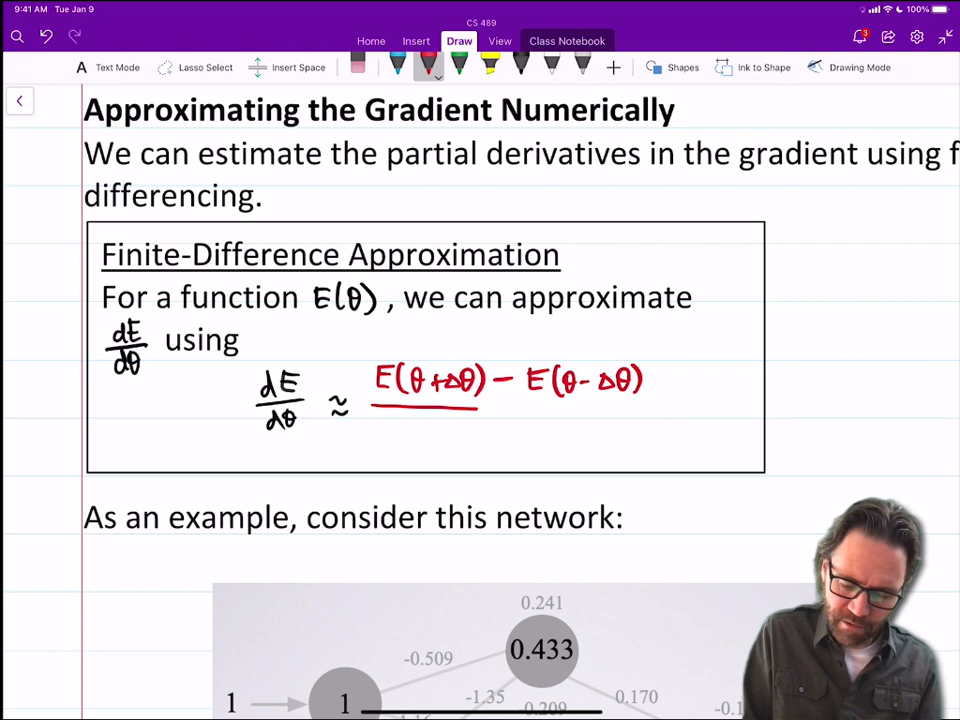 9:41 AM Tue Jan 9
100%
CS 489
Home Insert Draw View Class Notebook
3
A Text Mode Lasso Select Insert Space Shapes Ink to Shape Drawing Mode
Approximating the Gradient Numerically
We can estimate the partial derivatives in the gradient using f
differencing.
Finite-Difference Approximation
For a function E(θ), we can approximate
dE/dθ using
dE/dθ ≈ E(θ+Δθ) - E(θ-Δθ)
As an example, consider this network:
0.241
0.433
-0.509
1 1
-1.35 0.170
0.209 -0.1